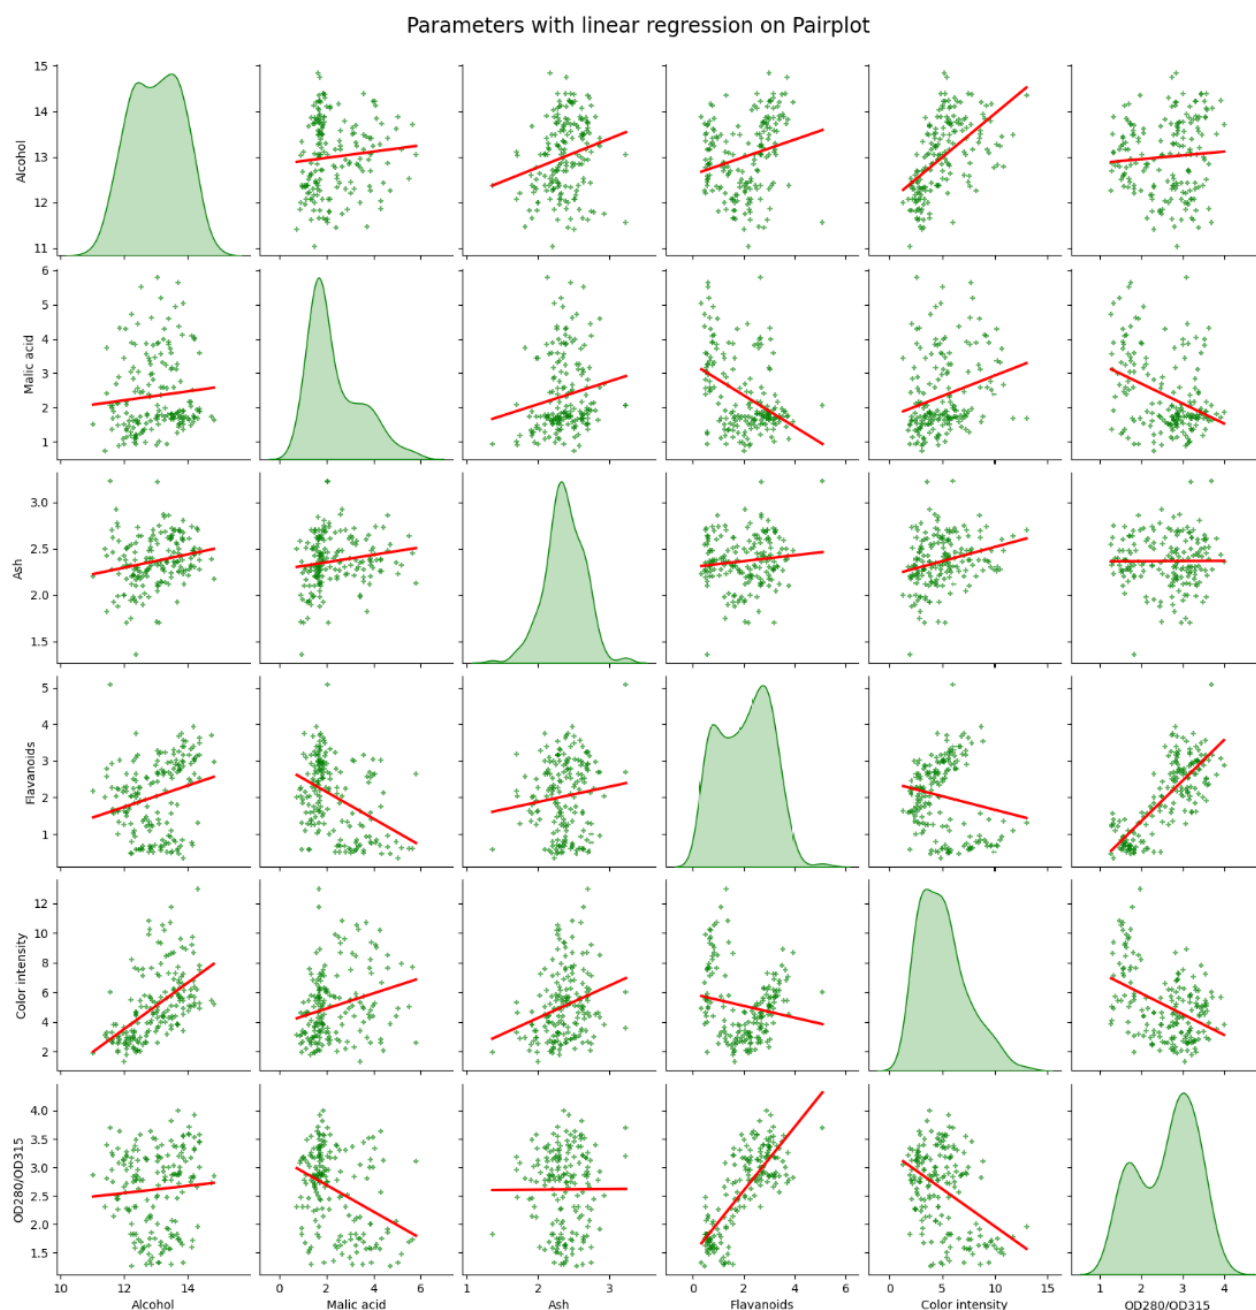 Parameters with linear regression on Pairplot
15
14
13
12
11
Alcohol
6
5
4
3
2
1
Malic acid
3.0
2.5
2.0
1.5
Ash
5
4
3
2
1
Flavanoids
12
10
8
6
4
2
Color intensity
4.0
3.5
3.0
2.5
2.0
1.5
OD280/OD315
10 12 14
0 2 4 6
1 2 3
0 2 4 6
0 5 10 15
1 2 3 4
Alcohol
Malic acid
Ash
Flavanoids
Color intensity
OD280/OD315